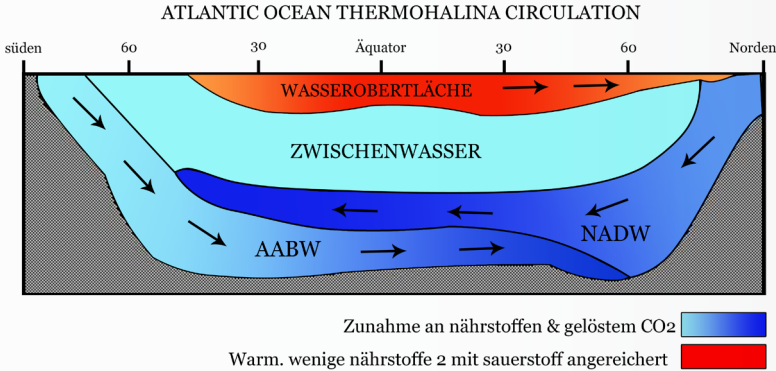 ATLANTIC OCEAN THERMOHALINA CIRCULATION
süden 60 30 Äquator 30 60 Norden
WASSEROBERTLÄCHE
ZWISCHENWASSER
AABW NADW
Zunahme an nährstoffen & gelöstem CO2
Warm. wenige nährstoffe 2 mit sauerstoff angereichert